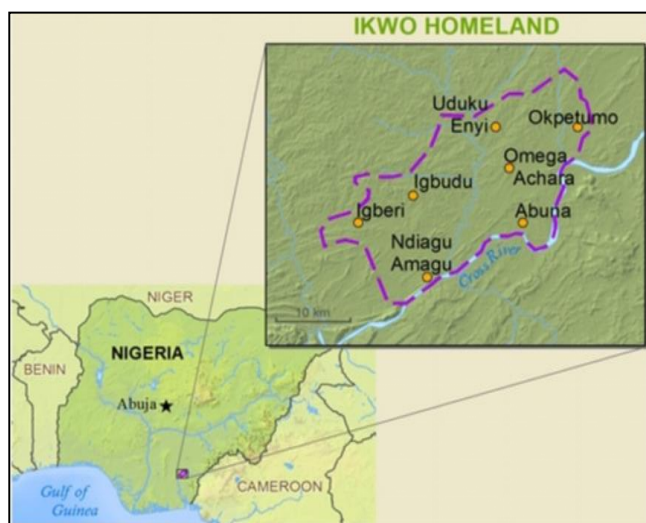 IKWO HOMELAND
Uduku
Enyi
Okpetumo
Omega
Achara
Igbudu
Igberi
Abuna
Ndiagu
Amagu
Cross River
10 km
NIGER
NIGERIA
BENIN
Abuja
CAMEROON
Gulf of
Guinea